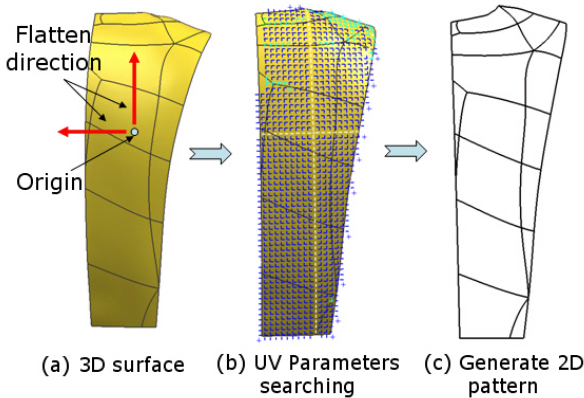 Flatten
direction
Origin
(a) 3D surface
(b) UV Parameters
searching
(c) Generate 2D
pattern